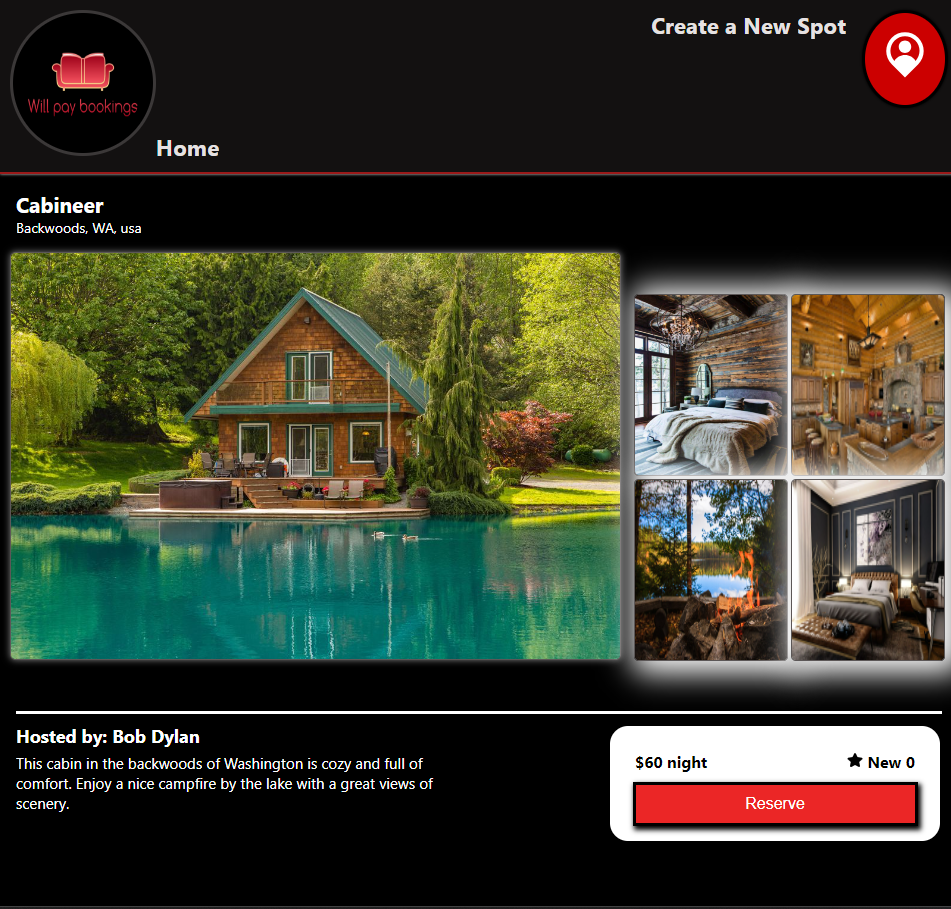 Create a New Spot
Will pay bookings
Home
Cabineer
Backwoods, WA, usa
Hosted by: Bob Dylan
This cabin in the backwoods of Washington is cozy and full of
comfort. Enjoy a nice campfire by the lake with a great views of
scenery.
$60 night
New 0
Reserve